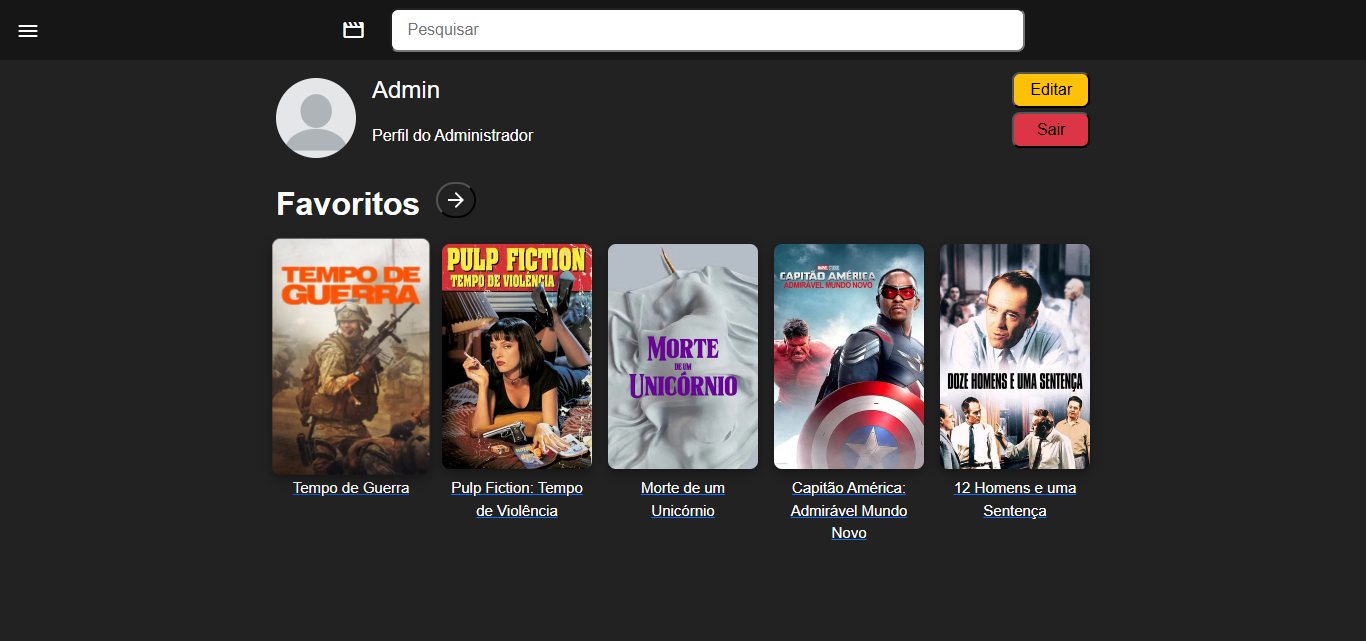 Pesquisar
Admin
Editar
Perfil do Administrador
Sair
Favoritos
TEMPO DE
GUERRA
PULP FICTION
TEMPO DE VIOLÊNCIA
MORTE
DE UM
UNICÓRNIO
MARVEL STUDIOS
CAPITÃO AMÉRICA
ADMIRÁVEL MUNDO NOVO
DOZE HOMENS E UMA SENTENÇA
Tempo de Guerra
Pulp Fiction: Tempo
de Violência
Morte de um
Unicórnio
Capitão América:
Admirável Mundo
Novo
12 Homens e uma
Sentença